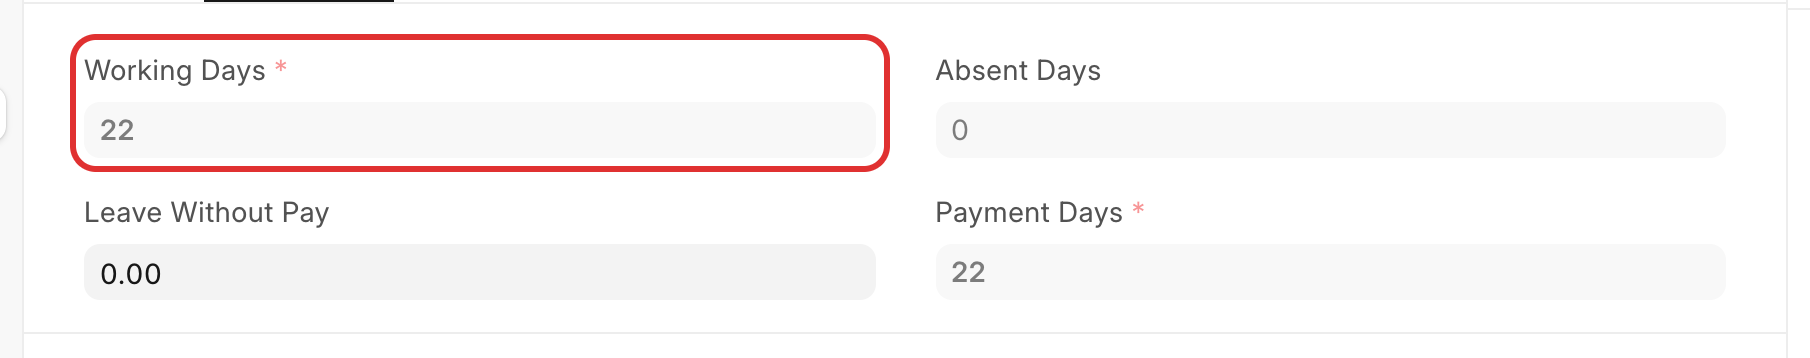 Working Days *
22
Absent Days
0
Leave Without Pay
0.00
Payment Days *
22